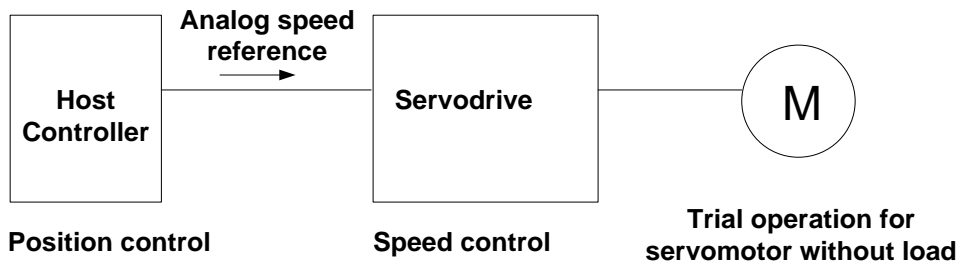 Analog speed
reference
Host
Controller
Servodrive
M
Position control
Speed control
Trial operation for
servomotor without load